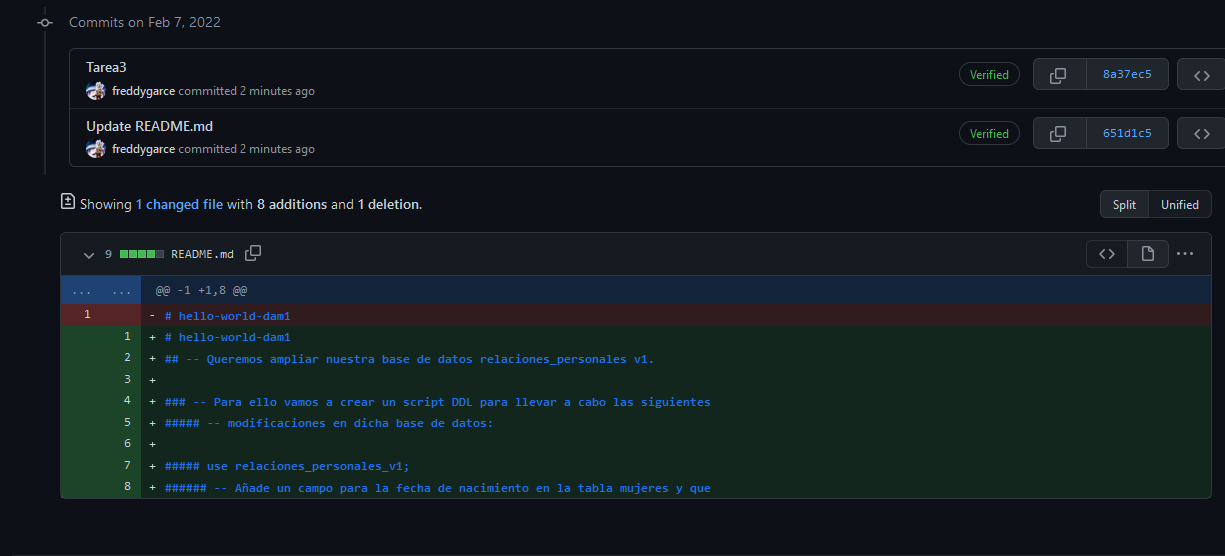 Commits on Feb 7, 2022
Tarea3
Verified
8a37ec5
freddygarce committed 2 minutes ago
Update README.md
Verified
651d1c5
freddygarce committed 2 minutes ago
Showing 1 changed file with 8 additions and 1 deletion.
Split Unified
9 README.md
... ... @@ -1 +1,8 @@
1 - # hello-world-dam1
1 + # hello-world-dam1
2 + ## -- Queremos ampliar nuestra base de datos relaciones_personales v1.
3 +
4 + ### -- Para ello vamos a crear un script DDL para llevar a cabo las siguientes
5 + ##### -- modificaciones en dicha base de datos:
6 +
7 + ##### use relaciones_personales_v1;
8 + ###### -- Añade un campo para la fecha de nacimiento en la tabla mujeres y que